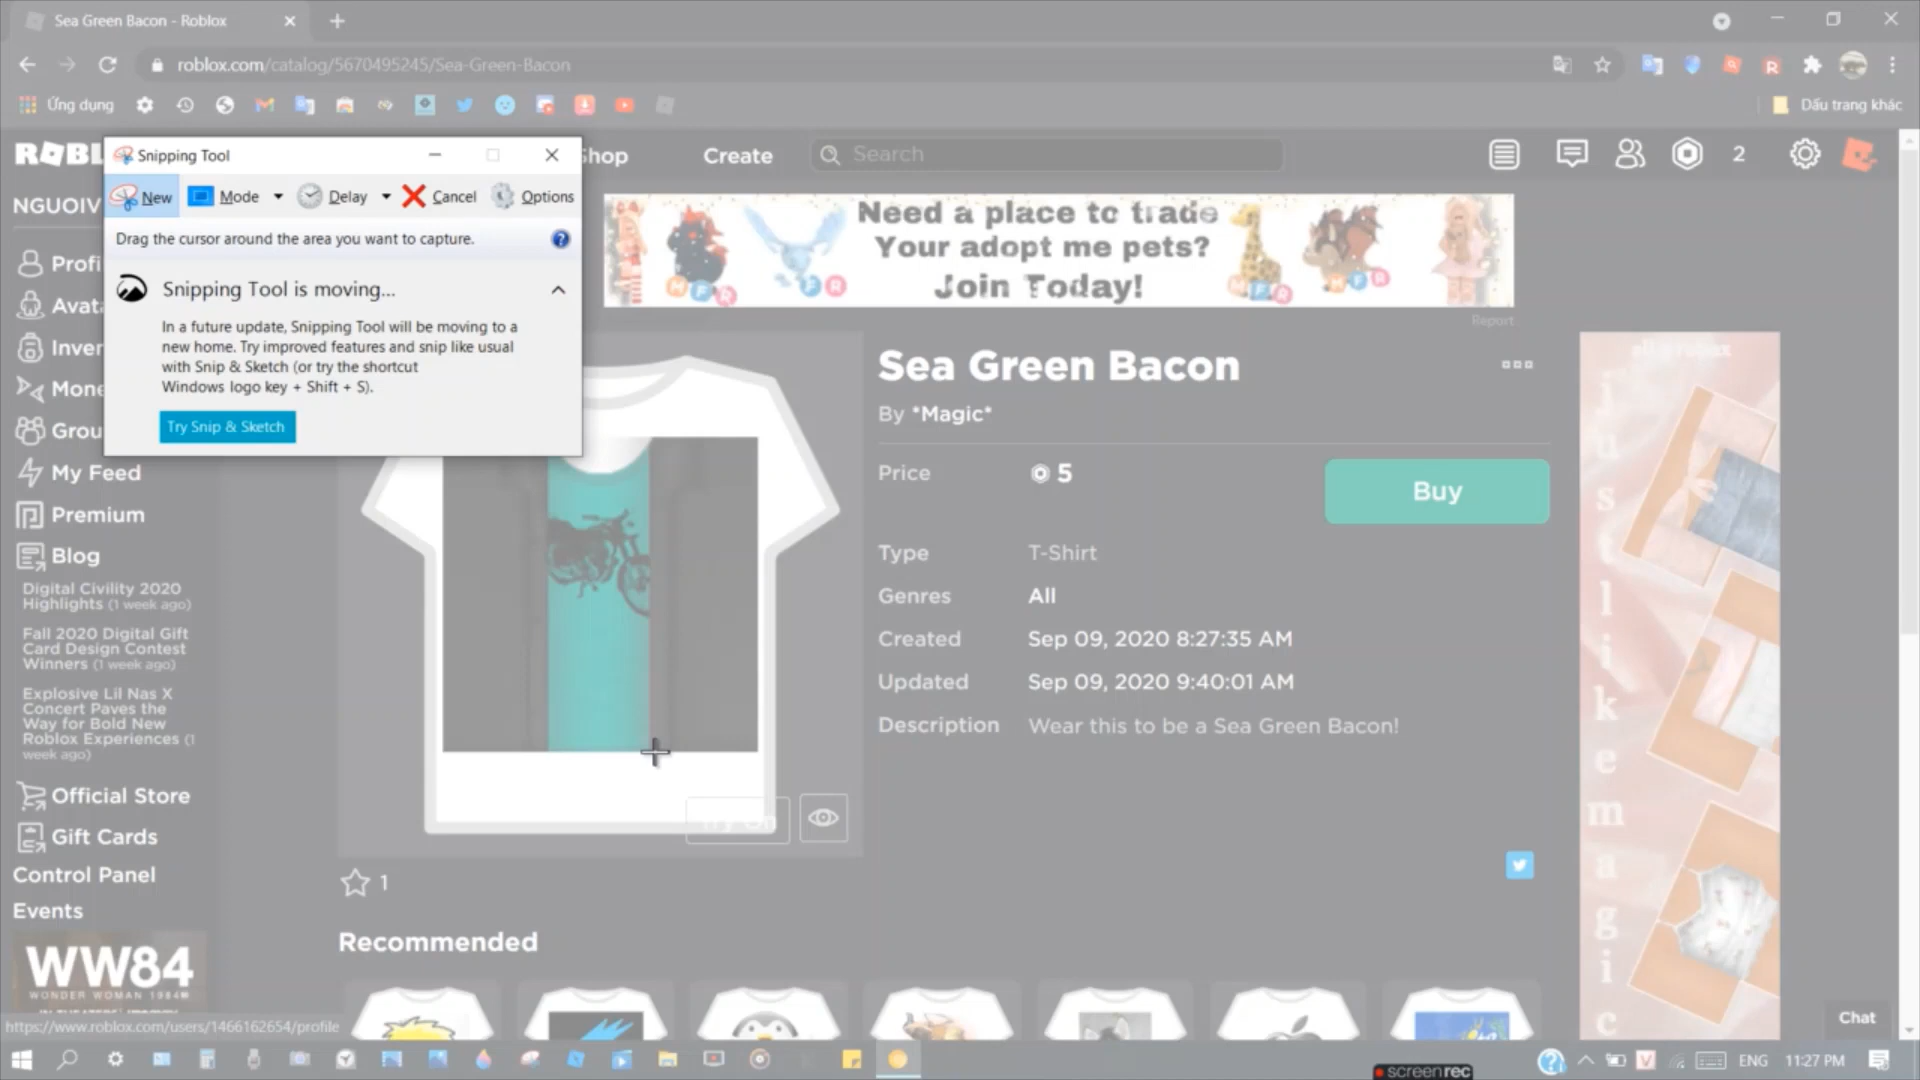 Sea Green Bacon - Roblox
roblox.com/catalog/5670495245/Sea-Green-Bacon
Ứng dụng
Dấu trang khác
Snipping Tool
New
Mode
Delay
Cancel
Options
Drag the cursor around the area you want to capture.
Snipping Tool is moving...
In a future update, Snipping Tool will be moving to a
new home. Try improved features and snip like usual
with Snip & Sketch (or try the shortcut
Windows logo key + Shift + S).
Try Snip & Sketch
ROBL
Shop
Create
Search
2
NGUOIV
Profi
Avata
Inver
Mone
Grou
My Feed
Premium
Blog
Digital Civility 2020
Highlights (1 week ago)
Fall 2020 Digital Gift
Card Design Contest
Winners (1 week ago)
Explosive Lil Nas X
Concert Paves the
Way for Bold New
Roblox Experiences (1
week ago)
Official Store
Gift Cards
Control Panel
Events
WW84
WONDER WOMAN 1984
https://www.roblox.com/users/1466162654/profile
Need a place to trade
Your adopt me pets?
Join Today!
M F R
F R
M F R
M F R
Report
Sea Green Bacon
By *Magic*
Price
5
Buy
Type
T-Shirt
Genres
All
Created
Sep 09, 2020 8:27:35 AM
Updated
Sep 09, 2020 9:40:01 AM
Description
Wear this to be a Sea Green Bacon!
Try On
1
Recommended
just like magic
Chat
screenrec
ENG
11:27 PM